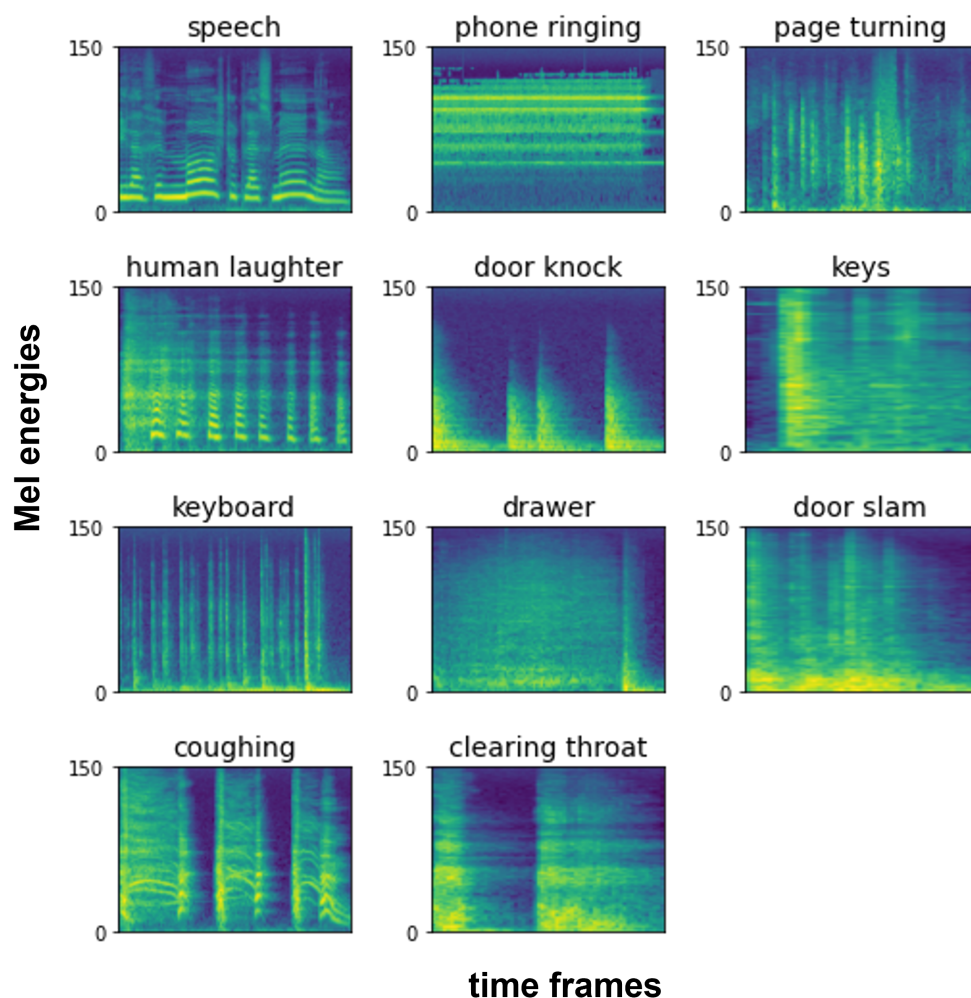 speech
phone ringing
page turning
150
0
150
0
150
0
human laughter
door knock
keys
150
0
150
0
150
0
Mel energies
keyboard
drawer
door slam
150
0
150
0
150
0
coughing
clearing throat
150
0
150
0
time frames